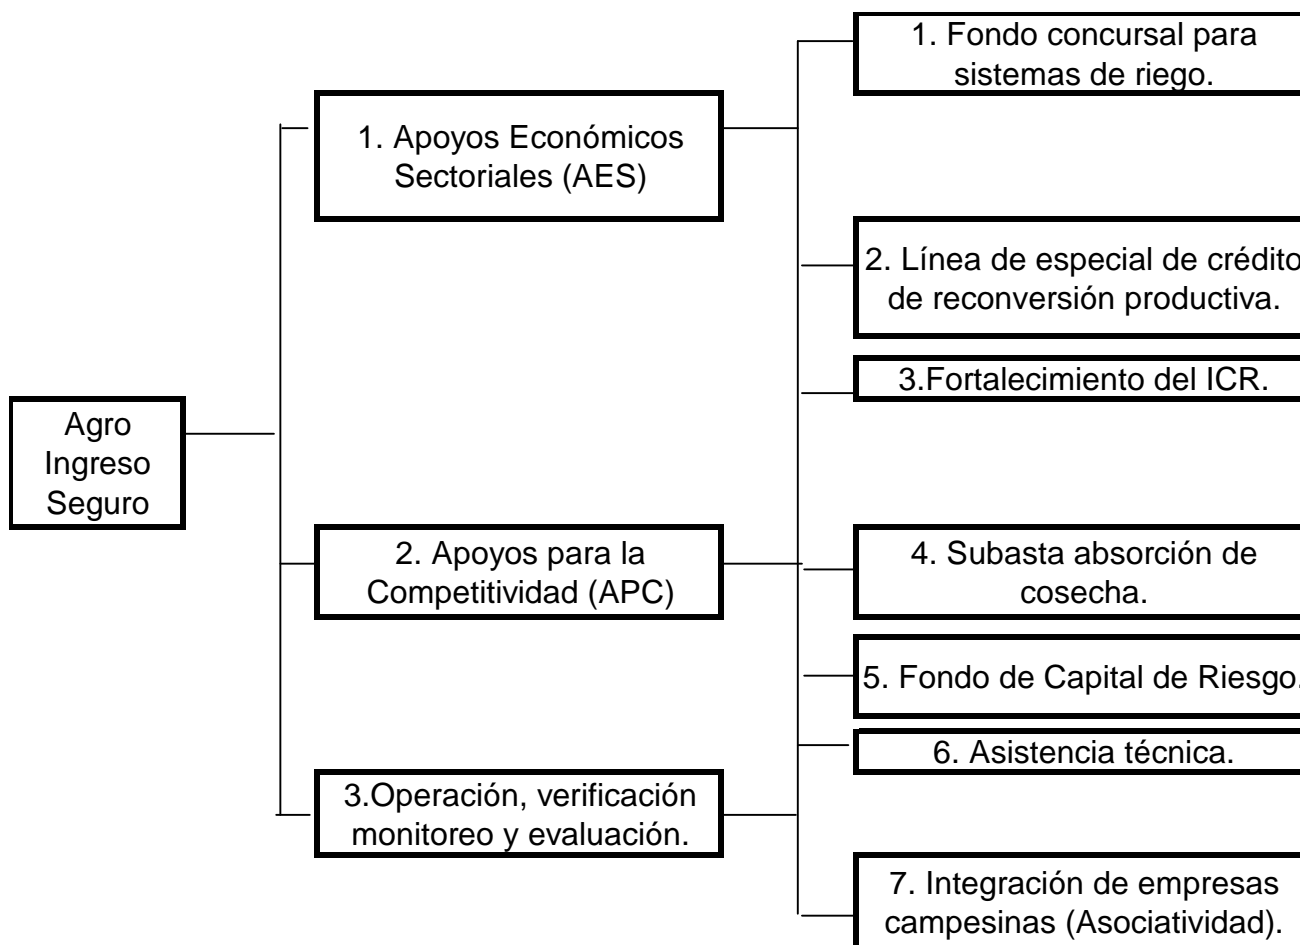 Agro
Ingreso
Seguro
1. Apoyos Económicos
Sectoriales (AES)
2. Apoyos para la
Competitividad (APC)
3.Operación, verificación
monitoreo y evaluación.
1. Fondo concursal para
sistemas de riego.
2. Línea de especial de crédito
de reconversión productiva.
3.Fortalecimiento del ICR.
4. Subasta absorción de
cosecha.
5. Fondo de Capital de Riesgo.
6. Asistencia técnica.
7. Integración de empresas
campesinas (Asociatividad).